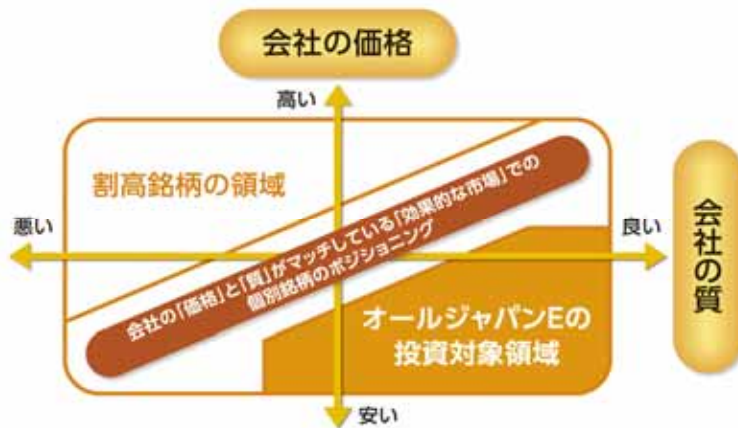 会社の価格
高い
割高銘柄の領域
悪い
良い
会社の質
会社の「価格」と「質」がマッチしている「効果的な市場」での
個別銘柄のポジショニング
オールジャパンEの
投資対象領域
安い